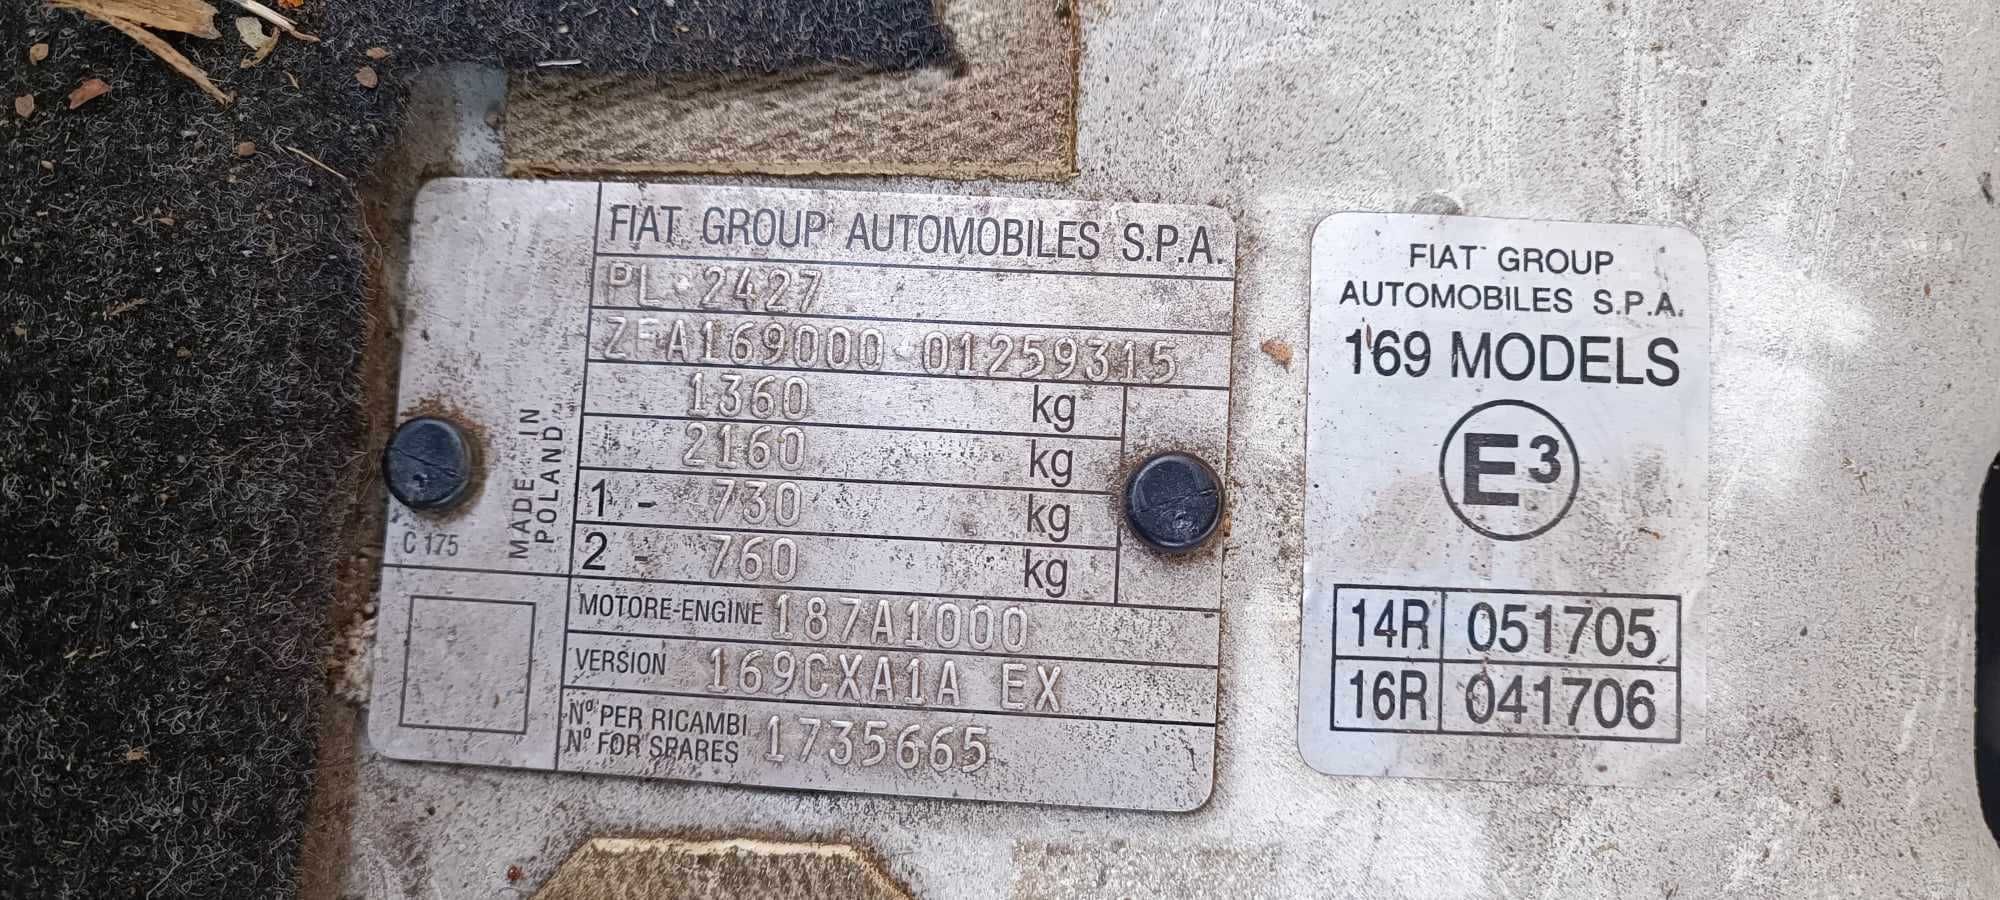 FIAT GROUP AUTOMOBILES S.P.A.
PL 2427
ZFA169000 01259315
1360 kg
2160 kg
1 - 730 kg
2 - 760 kg
MOTORE-ENGINE 187A1000
VERSION 169CXA1A EX
Nº PER RICAMBI
Nº FOR SPARES 1735665
MADE IN
POLAND
C 175
FIAT GROUP
AUTOMOBILES S.P.A.
169 MODELS
E3
14R 051705
16R 041706